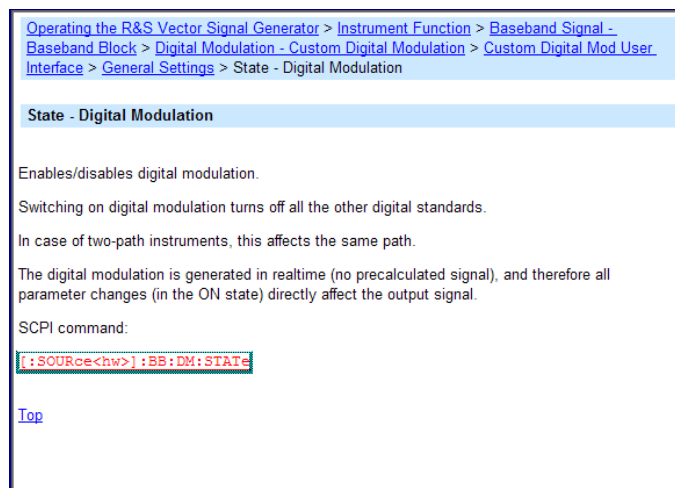 Operating the R&S Vector Signal Generator > Instrument Function > Baseband Signal -
Baseband Block > Digital Modulation - Custom Digital Modulation > Custom Digital Mod User
Interface > General Settings > State - Digital Modulation
State - Digital Modulation
Enables/disables digital modulation.
Switching on digital modulation turns off all the other digital standards.
In case of two-path instruments, this affects the same path.
The digital modulation is generated in realtime (no precalculated signal), and therefore all
parameter changes (in the ON state) directly affect the output signal.
SCPI command:
[:SOURce<hw>]:BB:DM:STATe
Top